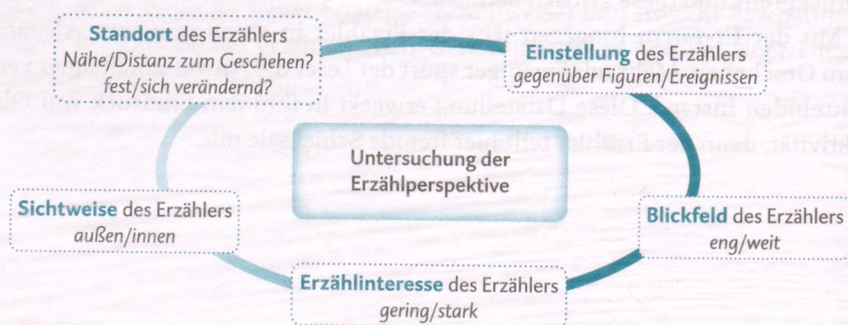 Standort des Erzählers
Nähe/Distanz zum Geschehen?
fest/sich verändernd?
Einstellung des Erzählers
gegenüber Figuren/Ereignissen
Untersuchung der
Erzählperspektive
Sichtweise des Erzählers
außen/innen
Blickfeld des Erzählers
eng/weit
Erzählinteresse des Erzählers
gering/stark